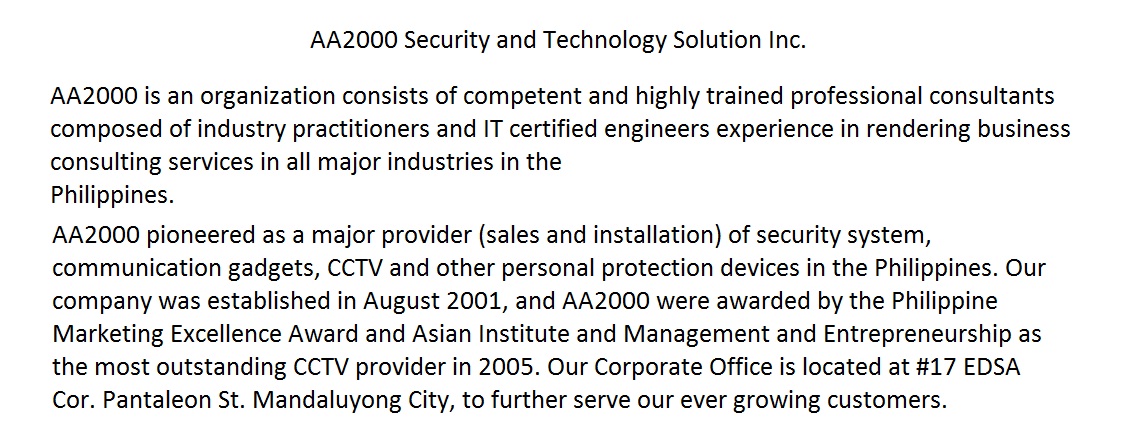 AA2000 Security and Technology Solution Inc.
AA2000 is an organization consists of competent and highly trained professional consultants
composed of industry practitioners and IT certified engineers experience in rendering business
consulting services in all major industries in the
Philippines.
AA2000 pioneered as a major provider (sales and installation) of security system,
communication gadgets, CCTV and other personal protection devices in the Philippines. Our
company was established in August 2001, and AA2000 were awarded by the Philippine
Marketing Excellence Award and Asian Institute and Management and Entrepreneurship as
the most outstanding CCTV provider in 2005. Our Corporate Office is located at #17 EDSA
Cor. Pantaleon St. Mandaluyong City, to further serve our ever growing customers.